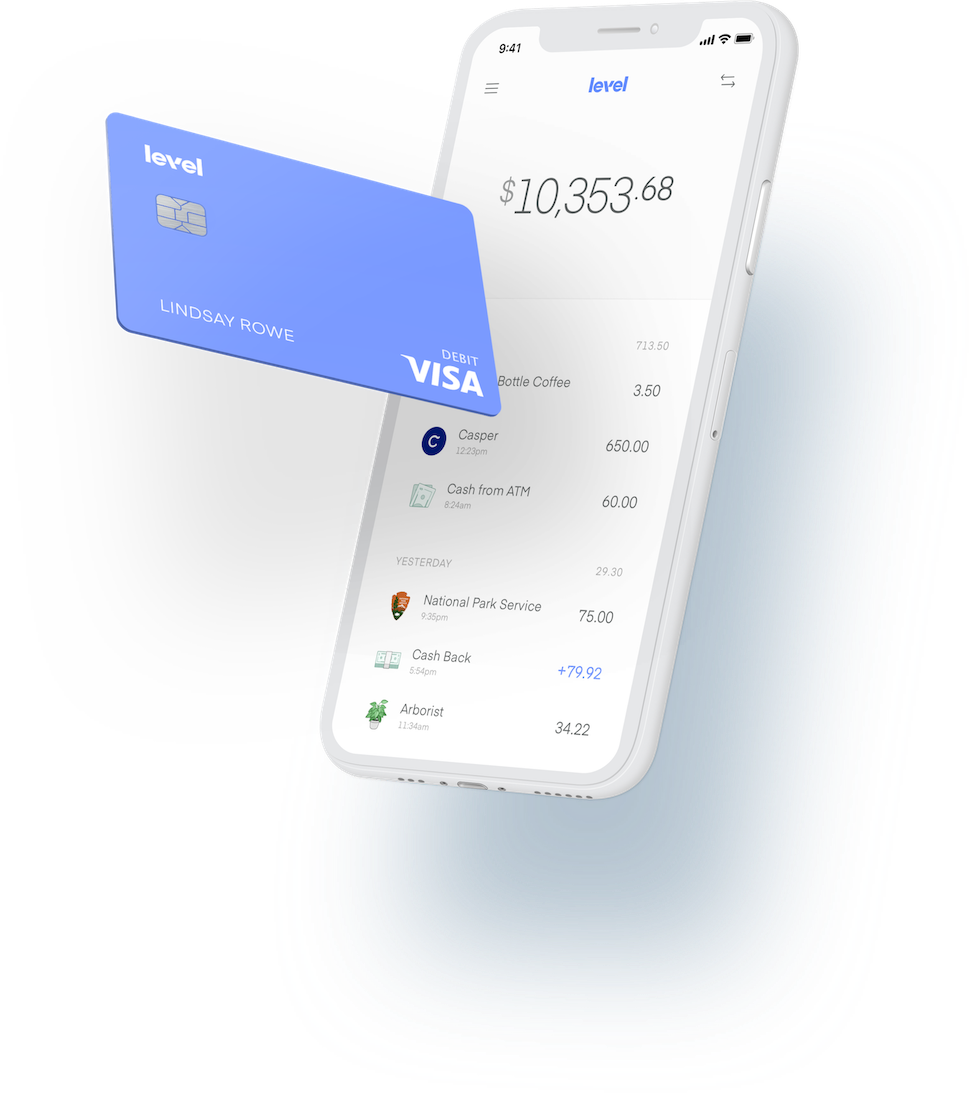 9:41
level
$10,353.68
level
LINDSAY ROWE
DEBIT
VISA
713.50
Bottle Coffee 3.50
Casper 650.00
12:23pm
Cash from ATM 60.00
8:24am
YESTERDAY 29.30
National Park Service 75.00
9:35pm
Cash Back +79.92
5:54pm
Arborist 34.22
11:34am